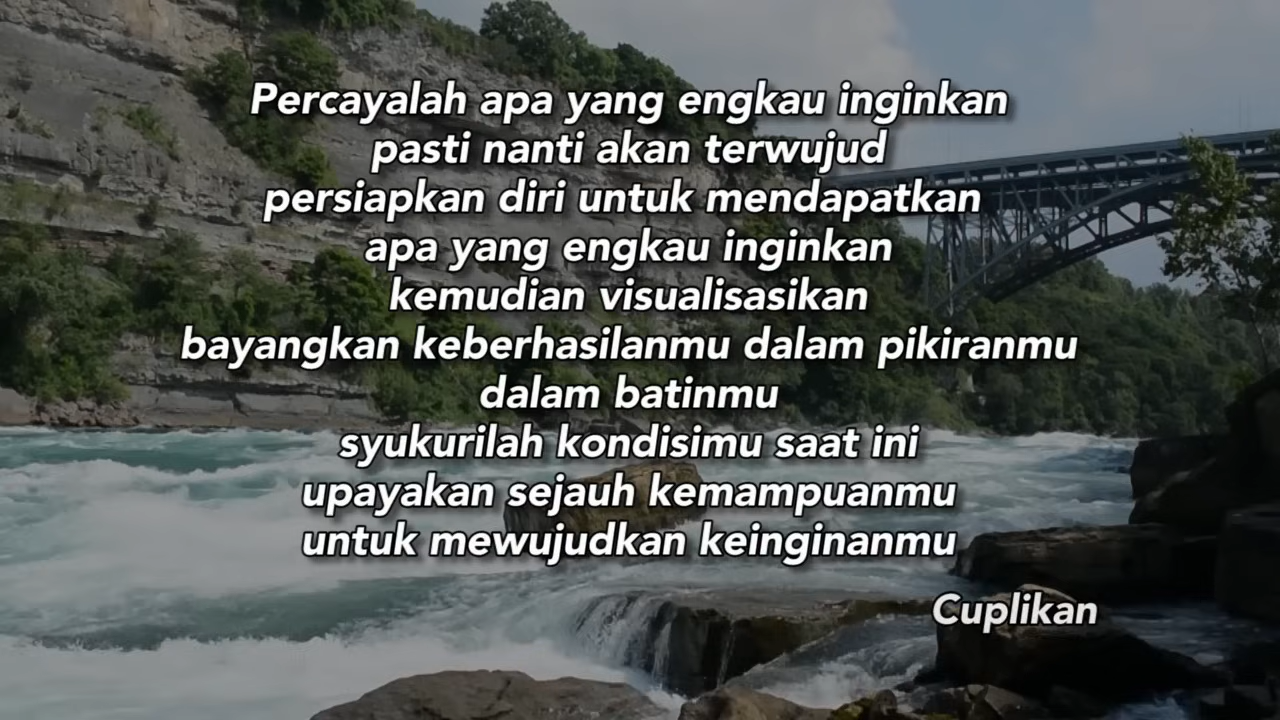 Percayalah apa yang engkau inginkan
pasti nanti akan terwujud
persiapkan diri untuk mendapatkan
apa yang engkau inginkan
kemudian visualisasikan
bayangkan keberhasilanmu dalam pikiranmu
dalam batinmu
syukurilah kondisimu saat ini
upayakan sejauh kemampuanmu
untuk mewujudkan keinginanmu
Cuplikan